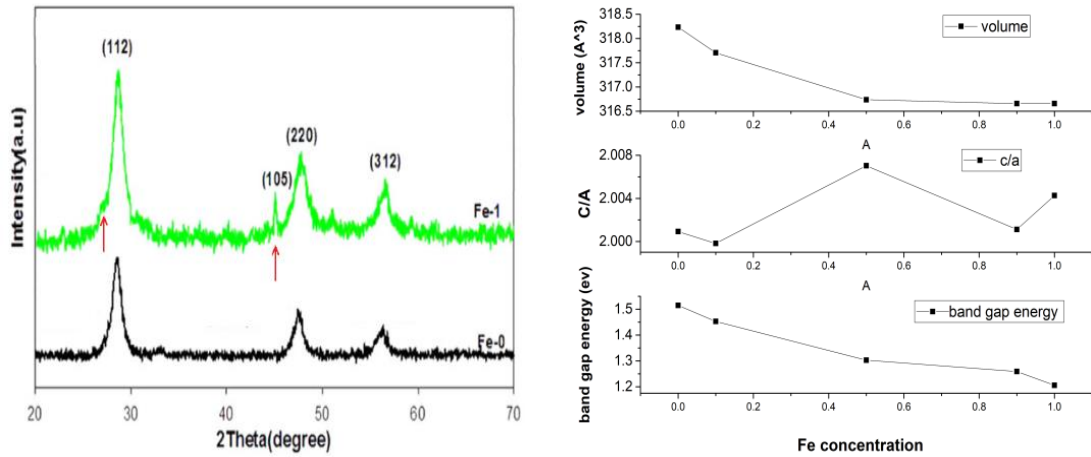 (112)
(220)
(105)
(312)
Fe-1
Fe-0
Intensity(a.u)
20 30 40 50 60 70
2Theta(degree)
318.5
318.0
317.5
317.0
316.5
volume (A^3)
volume
0.0 0.2 0.4 0.6 0.8 1.0
A
2.008
2.004
2.000
C/A
c/a
0.0 0.2 0.4 0.6 0.8 1.0
A
1.5
1.4
1.3
1.2
band gap energy (ev)
band gap energy
0.0 0.2 0.4 0.6 0.8 1.0
Fe concentration